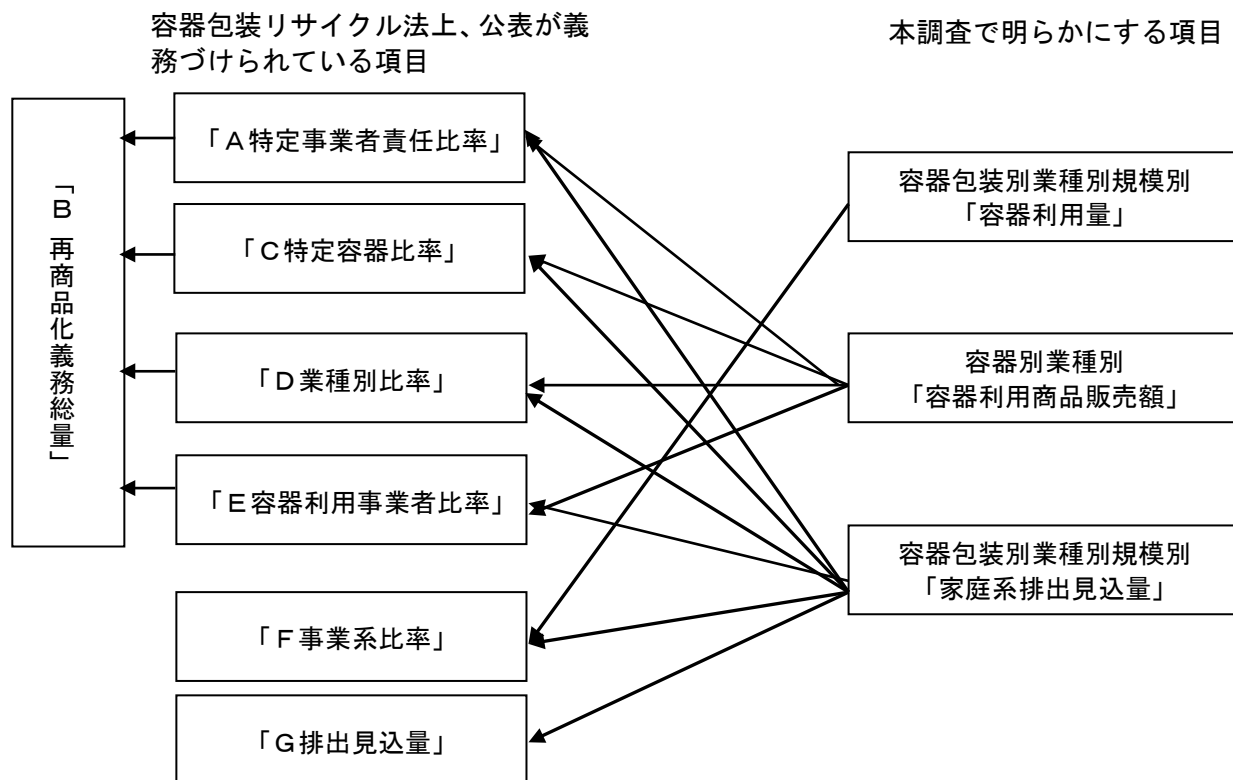 容器包装リサイクル法上、公表が義
務づけられている項目
本調査で明らかにする項目
「Ｂ 再商品化義務総量」
「Ａ特定事業者責任比率」
「Ｃ特定容器比率」
「Ｄ業種別比率」
「Ｅ容器利用事業者比率」
「Ｆ事業系比率」
「Ｇ排出見込量」
容器包装別業種別規模別
「容器利用量」
容器別業種別
「容器利用商品販売額」
容器包装別業種別規模別
「家庭系排出見込量」